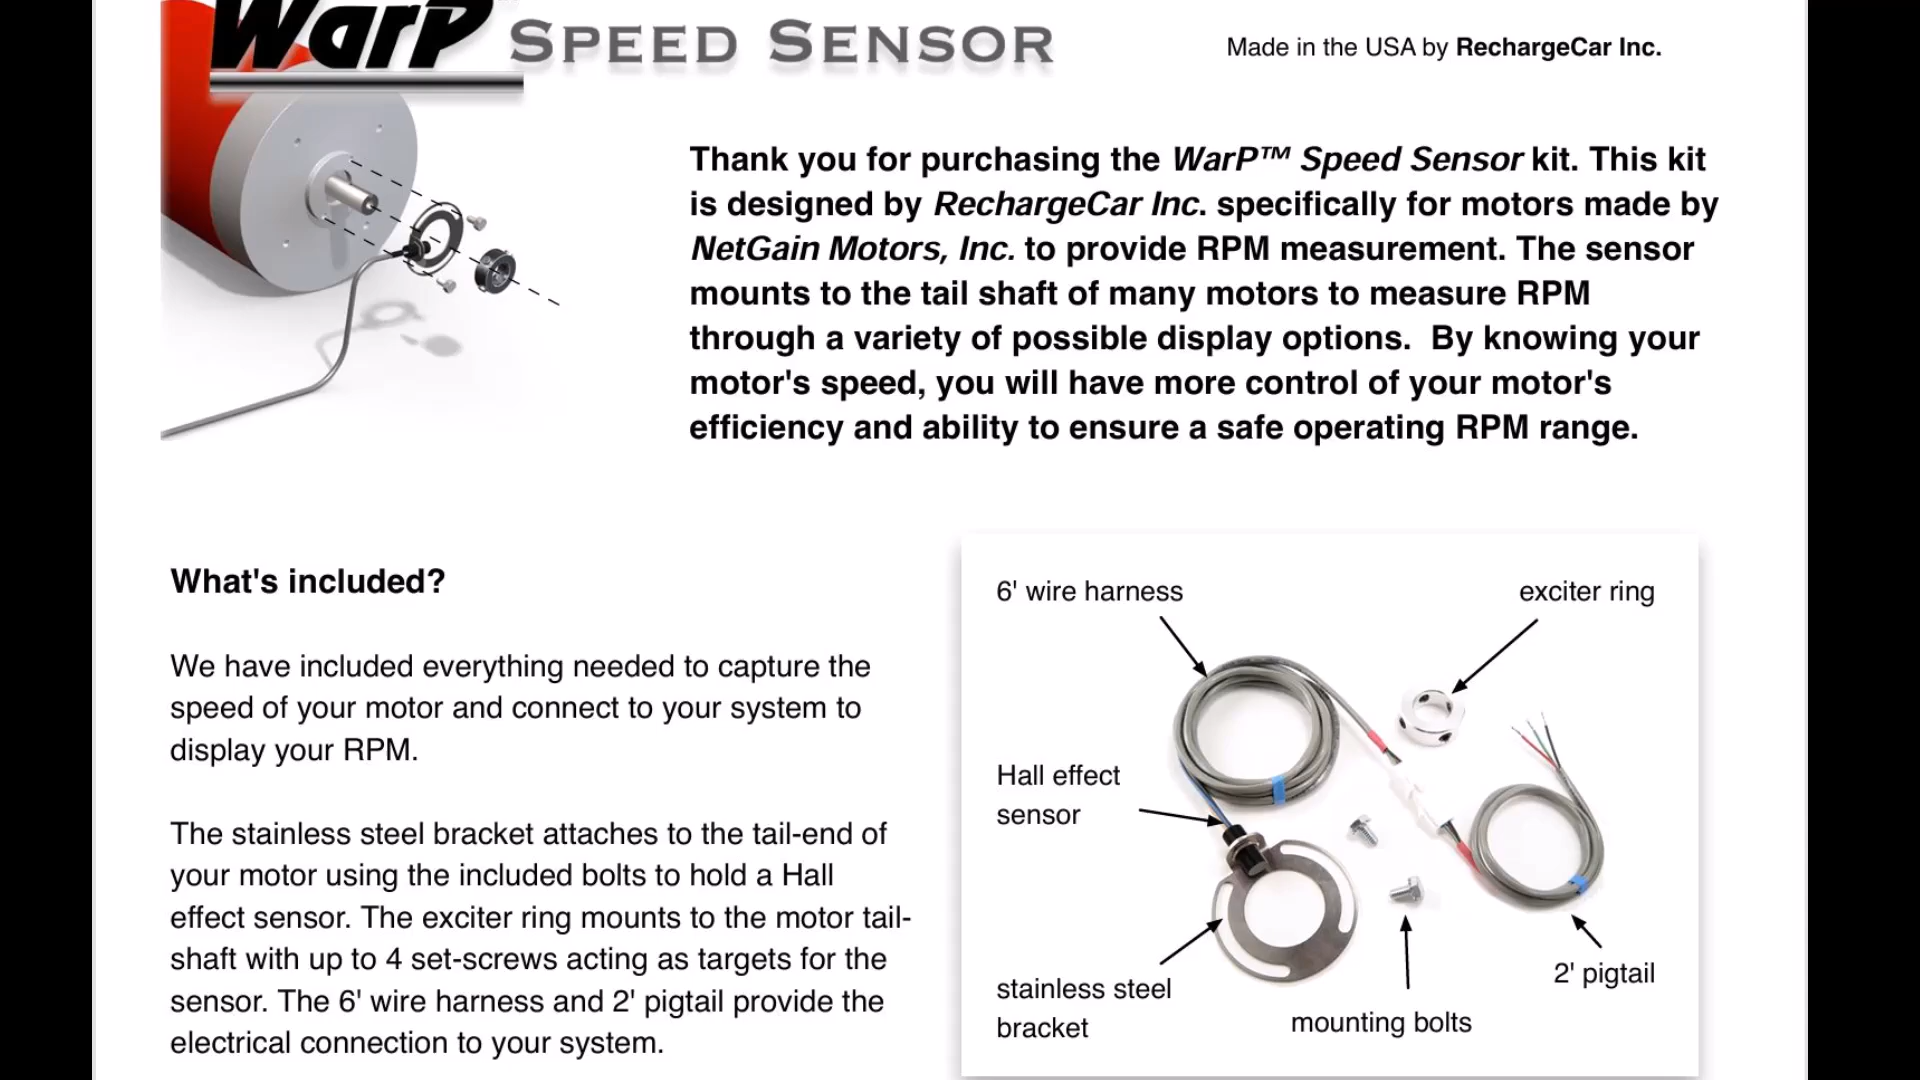 WarP SPEED SENSOR
Made in the USA by RechargeCar Inc.
Thank you for purchasing the WarP™ Speed Sensor kit. This kit
is designed by RechargeCar Inc. specifically for motors made by
NetGain Motors, Inc. to provide RPM measurement. The sensor
mounts to the tail shaft of many motors to measure RPM
through a variety of possible display options.  By knowing your
motor's speed, you will have more control of your motor's
efficiency and ability to ensure a safe operating RPM range.
What's included?
We have included everything needed to capture the
speed of your motor and connect to your system to
display your RPM.
The stainless steel bracket attaches to the tail-end of
your motor using the included bolts to hold a Hall
effect sensor. The exciter ring mounts to the motor tail-
shaft with up to 4 set-screws acting as targets for the
sensor. The 6' wire harness and 2' pigtail provide the
electrical connection to your system.
6' wire harness
exciter ring
Hall effect
sensor
stainless steel
bracket
mounting bolts
2' pigtail